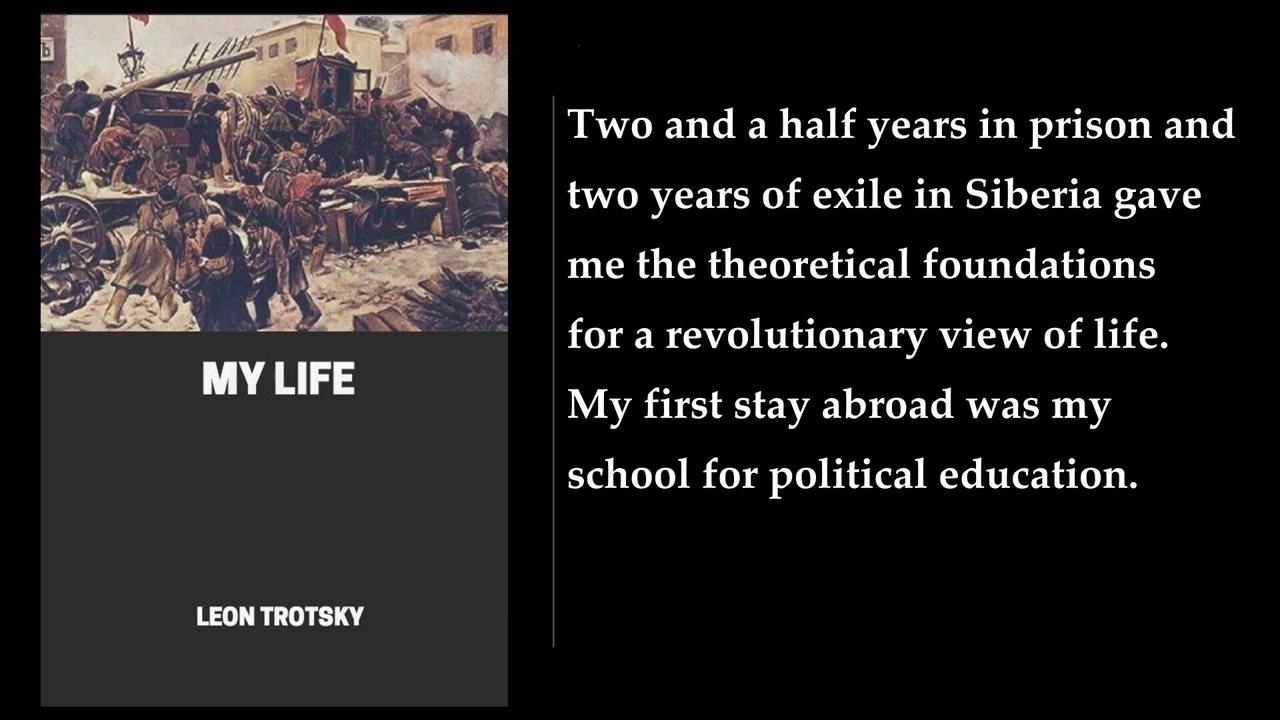 MY LIFE
LEON TROTSKY
Two and a half years in prison and
two years of exile in Siberia gave
me the theoretical foundations
for a revolutionary view of life.
My first stay abroad was my
school for political education.